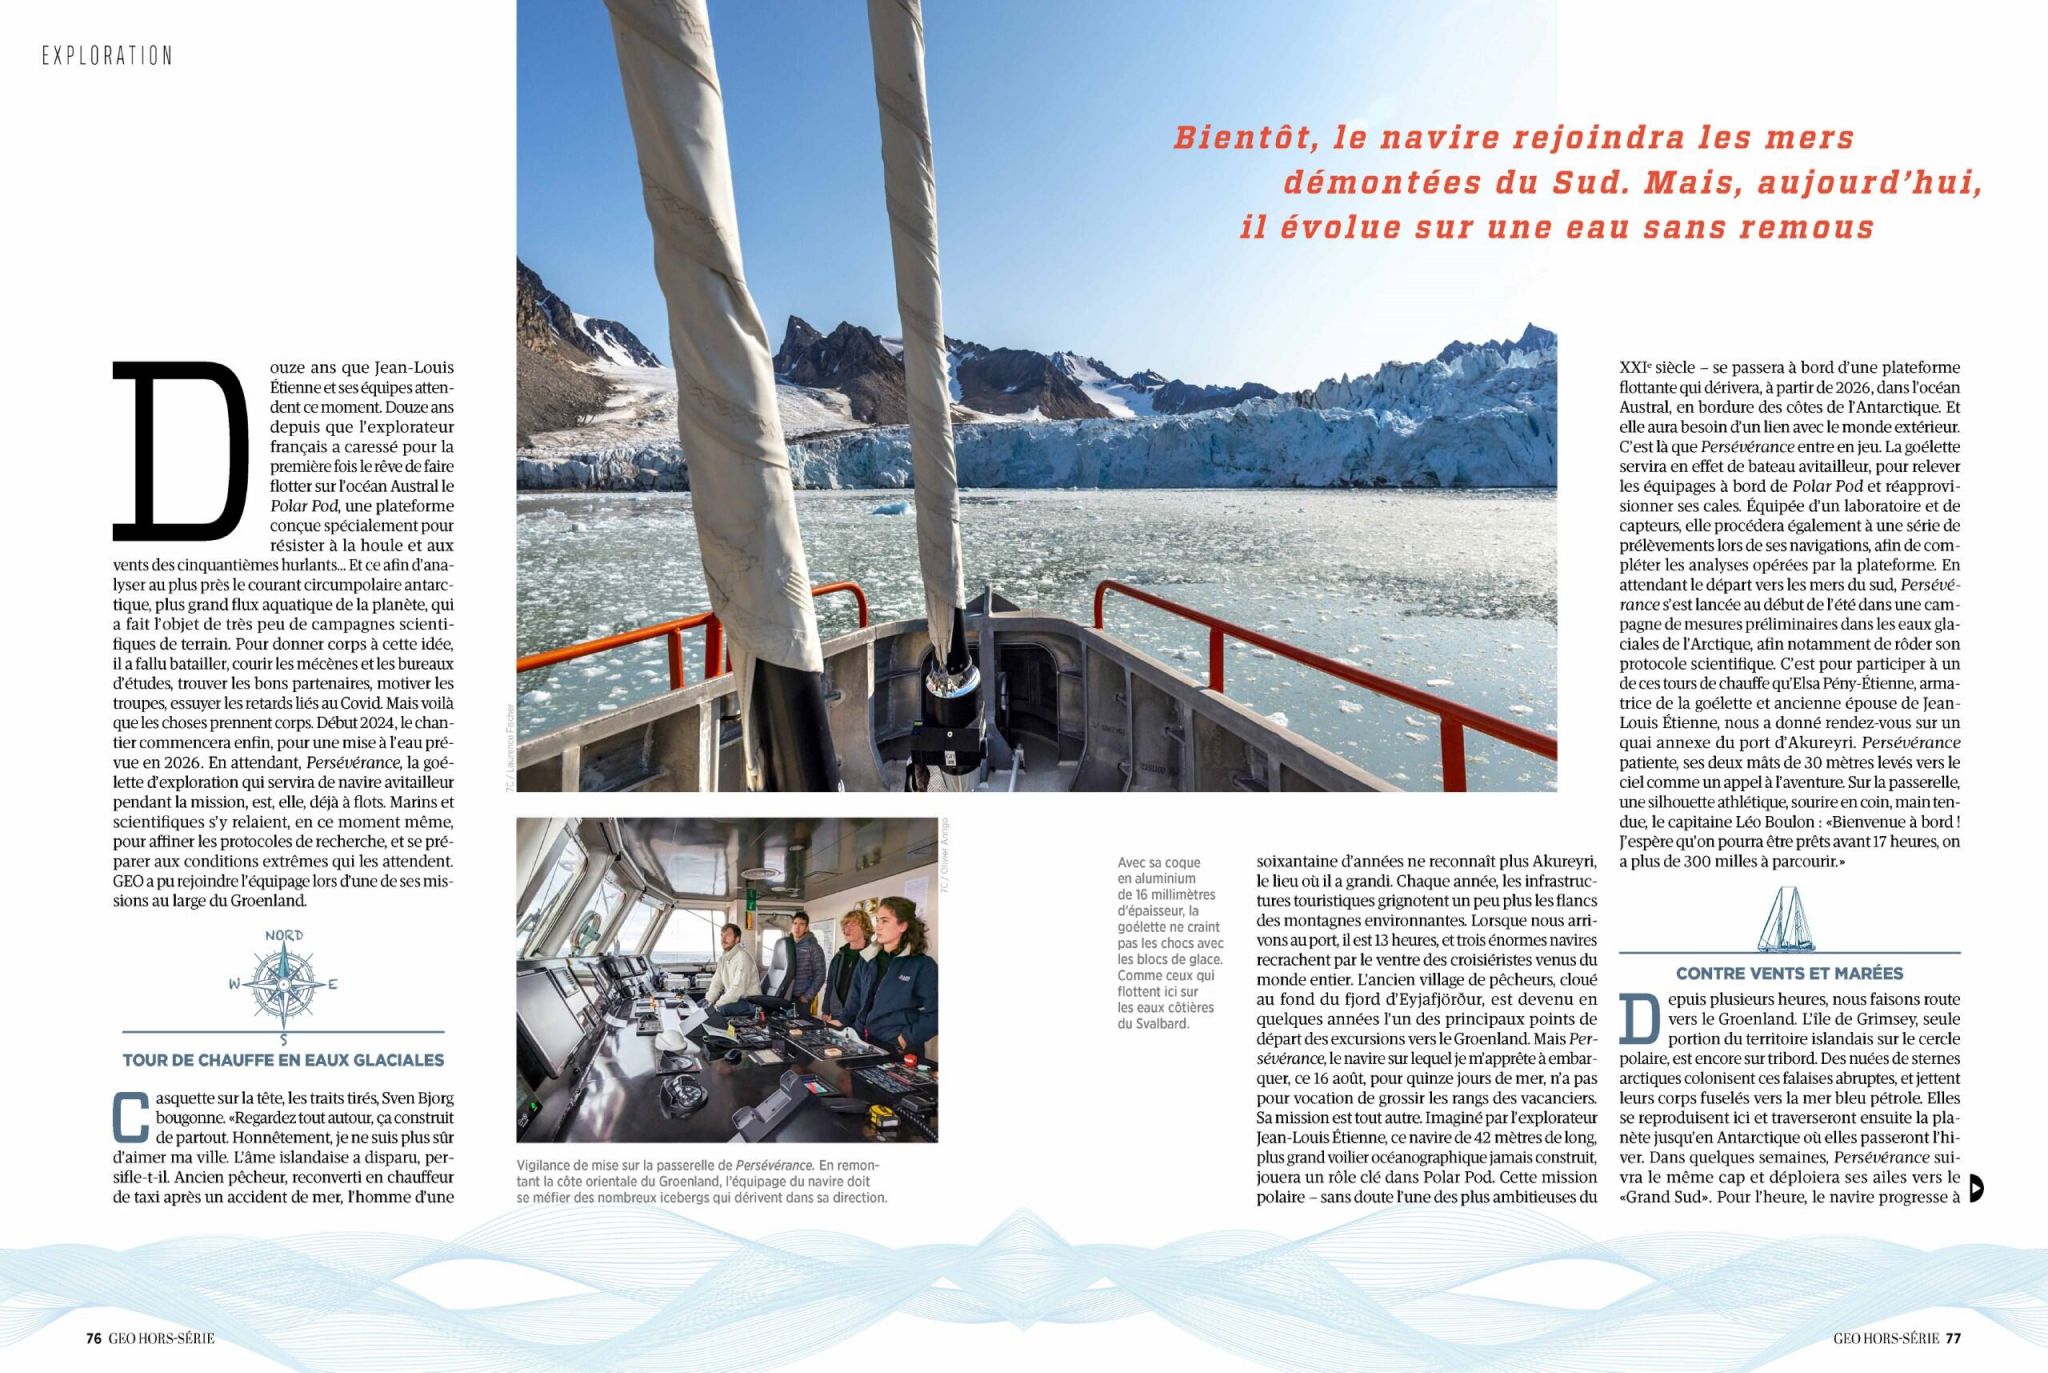 EXPLORATION
Bientôt, le navire rejoindra les mers
démontées du Sud. Mais, aujourd'hui,
il évolue sur une eau sans remous
Douze ans que Jean-Louis
Étienne et ses équipes atten-
dent ce moment. Douze ans
depuis que l'explorateur
français a caressé pour la
première fois le rêve de faire
flotter sur l'océan Austral le
Polar Pod, une plateforme
conçue spécialement pour
résister à la houle et aux
vents des cinquantièmes hurlants... Et ce afin d'ana-
lyser au plus près le courant circumpolaire antarc-
tique, plus grand flux aquatique de la planète, qui
a fait l'objet de très peu de campagnes scienti-
fiques de terrain. Pour donner corps à cette idée,
il a fallu batailler, courir les mécènes et les bureaux
d'études, trouver les bons partenaires, motiver les
troupes, essuyer les retards liés au Covid. Mais voilà
que les choses prennent corps. Début 2024, le chan-
tier commencera enfin, pour une mise à l'eau pré-
vue en 2026. En attendant, Persévérance, la goé-
lette d'exploration qui servira de navire avitailleur
pendant la mission, est, elle, déjà à flots. Marins et
scientifiques s'y relaient, en ce moment même,
pour affiner les protocoles de recherche, et se pré-
parer aux conditions extrêmes qui les attendent.
GEO a pu rejoindre l'équipage lors d'une de ses mis-
sions au large du Groenland.
NORD
W E
S
TOUR DE CHAUFFE EN EAUX GLACIALES
Casquette sur la tête, les traits tirés, Sven Bjorg
bougonne. «Regardez tout autour, ça construit
de partout. Honnêtement, je ne suis plus sûr
d'aimer ma ville. L'âme islandaise a disparu, per-
sifle-t-il. Ancien pêcheur, reconverti en chauffeur
de taxi après un accident de mer, l'homme d'une
7C / Laurence Fischer
7C / Olivier Anrigo
Vigilance de mise sur la passerelle de Persévérance. En remon-
tant la côte orientale du Groenland, l'équipage du navire doit
se méfier des nombreux icebergs qui dérivent dans sa direction.
Avec sa coque
en aluminium
de 16 millimètres
d'épaisseur, la
goélette ne craint
pas les chocs avec
les blocs de glace.
Comme ceux qui
flottent ici sur
les eaux côtières
du Svalbard.
soixantaine d'années ne reconnaît plus Akureyri,
le lieu où il a grandi. Chaque année, les infrastruc-
tures touristiques grignotent un peu plus les flancs
des montagnes environnantes. Lorsque nous arri-
vons au port, il est 13 heures, et trois énormes navires
recrachent par le ventre des croisiéristes venus du
monde entier. L'ancien village de pêcheurs, cloué
au fond du fjord d'Eyjafjörður, est devenu en
quelques années l'un des principaux points de
départ des excursions vers le Groenland. Mais Per-
sévérance, le navire sur lequel je m'apprête à embar-
quer, ce 16 août, pour quinze jours de mer, n'a pas
pour vocation de grossir les rangs des vacanciers.
Sa mission est tout autre. Imaginé par l'explorateur
Jean-Louis Étienne, ce navire de 42 mètres de long,
plus grand voilier océanographique jamais construit,
jouera un rôle clé dans Polar Pod. Cette mission
polaire – sans doute l'une des plus ambitieuses du
XXIe siècle – se passera à bord d'une plateforme
flottante qui dérivera, à partir de 2026, dans l'océan
Austral, en bordure des côtes de l'Antarctique. Et
elle aura besoin d'un lien avec le monde extérieur.
C'est là que Persévérance entre en jeu. La goélette
servira en effet de bateau avitailleur, pour relever
les équipages à bord de Polar Pod et réapprovi-
sionner ses cales. Équipée d'un laboratoire et de
capteurs, elle procédera également à une série de
prélèvements lors de ses navigations, afin de com-
pléter les analyses opérées par la plateforme. En
attendant le départ vers les mers du sud, Persévé-
rance s'est lancée au début de l'été dans une cam-
pagne de mesures préliminaires dans les eaux gla-
ciales de l'Arctique, afin notamment de rôder son
protocole scientifique. C'est pour participer à un
de ces tours de chauffe qu'Elsa Pény-Étienne, arma-
trice de la goélette et ancienne épouse de Jean-
Louis Étienne, nous a donné rendez-vous sur un
quai annexe du port d'Akureyri. Persévérance
patiente, ses deux mâts de 30 mètres levés vers le
ciel comme un appel à l'aventure. Sur la passerelle,
une silhouette athlétique, sourire en coin, main ten-
due, le capitaine Léo Boulon : «Bienvenue à bord !
J'espère qu'on pourra être prêts avant 17 heures, on
a plus de 300 milles à parcourir.»
CONTRE VENTS ET MARÉES
Depuis plusieurs heures, nous faisons route
vers le Groenland. L'île de Grimsey, seule
portion du territoire islandais sur le cercle
polaire, est encore sur tribord. Des nuées de sternes
arctiques colonisent ces falaises abruptes, et jettent
leurs corps fuselés vers la mer bleu pétrole. Elles
se reproduisent ici et traverseront ensuite la pla-
nète jusqu'en Antarctique où elles passeront l'hi-
ver. Dans quelques semaines, Persévérance sui-
vra le même cap et déploiera ses ailes vers le
«Grand Sud». Pour l'heure, le navire progresse à
76 GEO HORS-SÉRIE
GEO HORS-SÉRIE 77